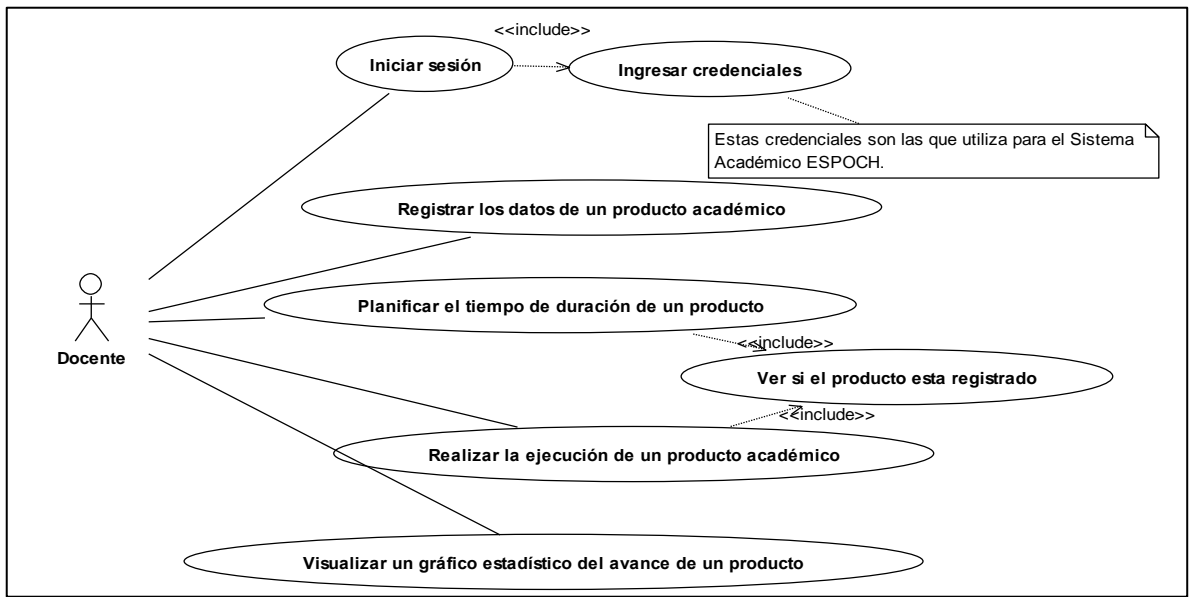 <<include>>
Iniciar sesión
Ingresar credenciales
Estas credenciales son las que utiliza para el Sistema
Académico ESPOCH.
Registrar los datos de un producto académico
Planificar el tiempo de duración de un producto
Docente
<<include>>
Ver si el producto esta registrado
<<include>>
Realizar la ejecución de un producto académico
Visualizar un gráfico estadístico del avance de un producto